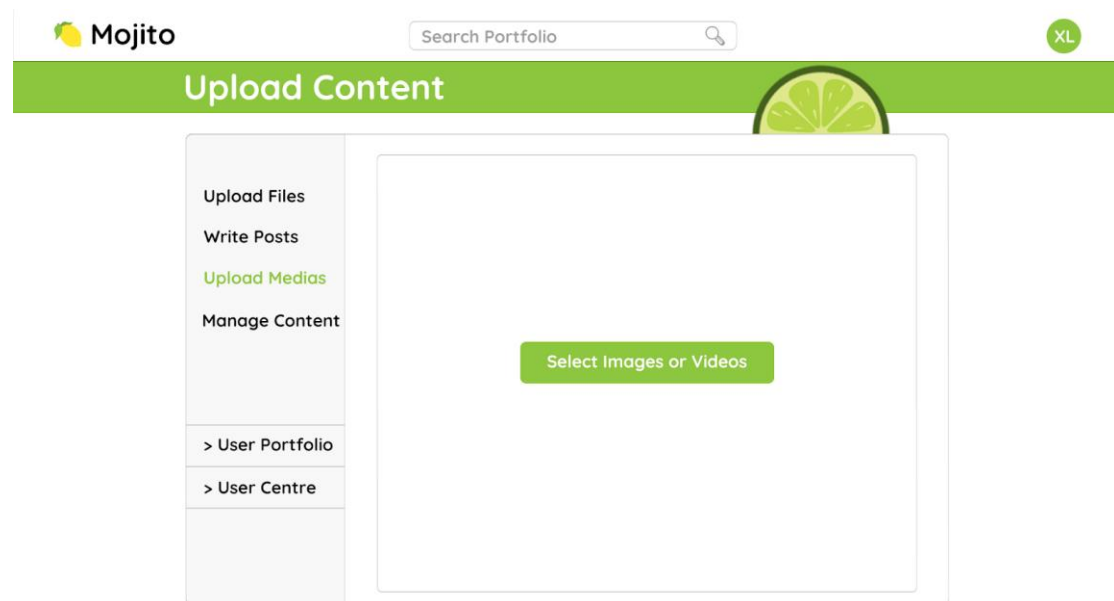 Mojito
Search Portfolio
XL
Upload Content
Upload Files
Write Posts
Upload Medias
Manage Content
> User Portfolio
> User Centre
Select Images or Videos